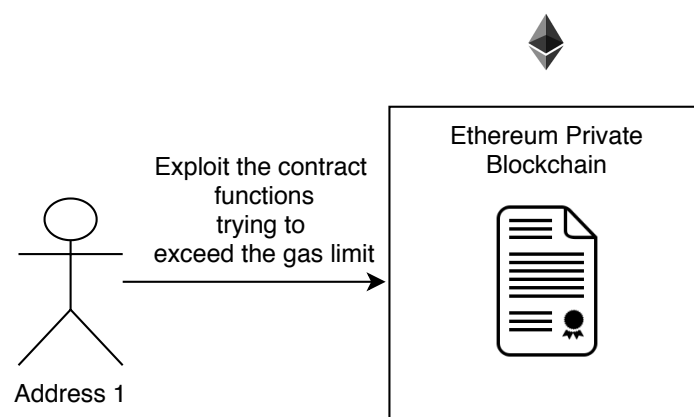 Ethereum Private
Blockchain
Exploit the contract
functions
trying to
exceed the gas limit
Address 1